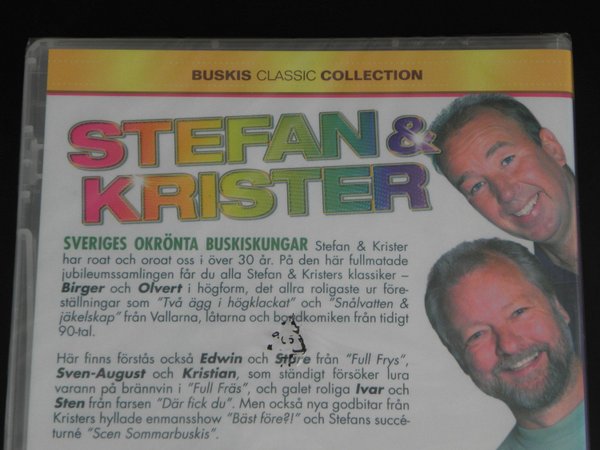 BUSKIS CLASSIC COLLECTION
STEFAN &
KRISTER
SVERIGES OKRÖNTA BUSKISKUNGAR Stefan & Krister
har roat och oroat oss i över 30 år. På den här fullmatade
jubileumssamlingen får du alla Stefan & Kristers klassiker –
Birger och Olvert i högform, det allra roligaste ur före-
ställningar som "Två ägg i högklackat" och "Snålvatten &
jäkelskap" från Vallarna, låtarna och bondkomiken från tidigt
90-tal.
Här finns förstås också Edwin och Sture från "Full Frys",
Sven-August och Kristian, som ständigt försöker lura
varann på brännvin i "Full Fräs", och galet roliga Ivar och
Sten från farsen "Där fick du". Men också nya godbitar från
Kristers hyllade enmansshow "Bäst före?!" och Stefans succé-
turné "Scen Sommarbuskis".